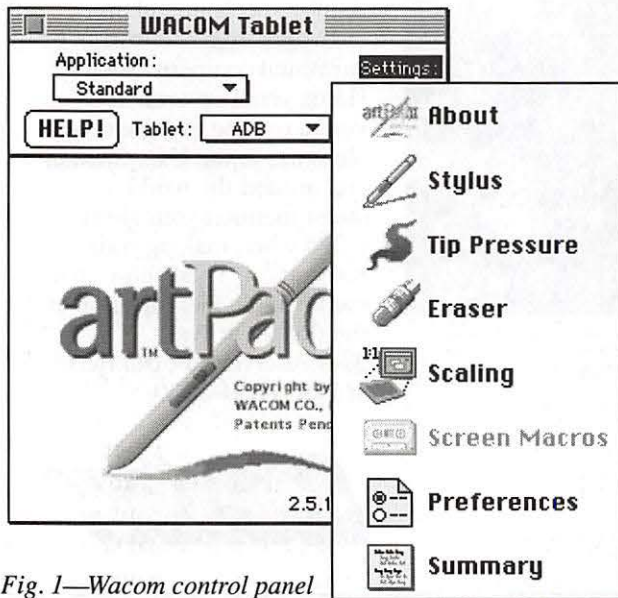 WACOM Tablet
Application:
Settings:
Standard
HELP! Tablet: ADB
artPad
™
Copyright by
WACOM CO.,
Patents Pend
2.5.1
About
Stylus
Tip Pressure
Eraser
1:1
Scaling
Screen Macros
Preferences
Summary
Fig. 1—Wacom control panel